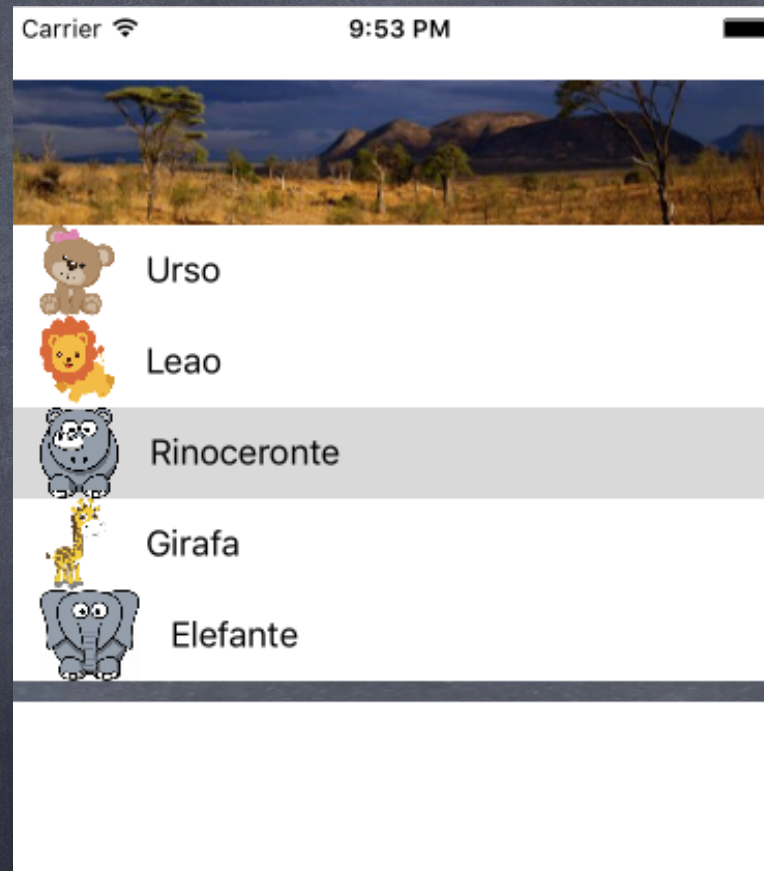 Carrier
9:53 PM
Urso
Leao
Rinoceronte
Girafa
Elefante